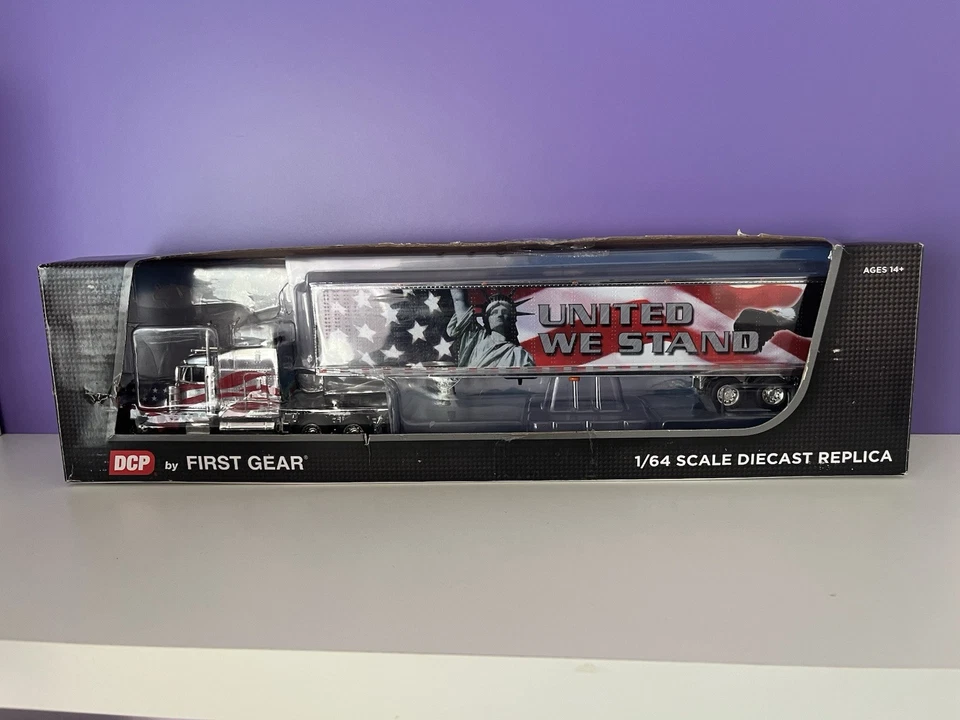 AGES 14+
UNITED
WE STAND
DCP by FIRST GEAR®
1/64 SCALE DIECAST REPLICA